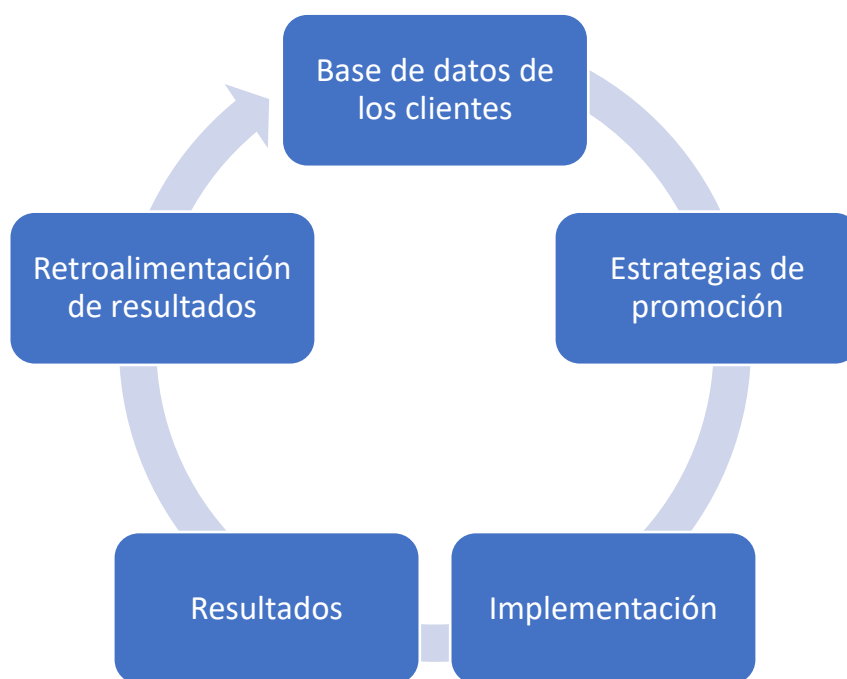 Base de datos de
los clientes
Estrategias de
promoción
Implementación
Resultados
Retroalimentación
de resultados